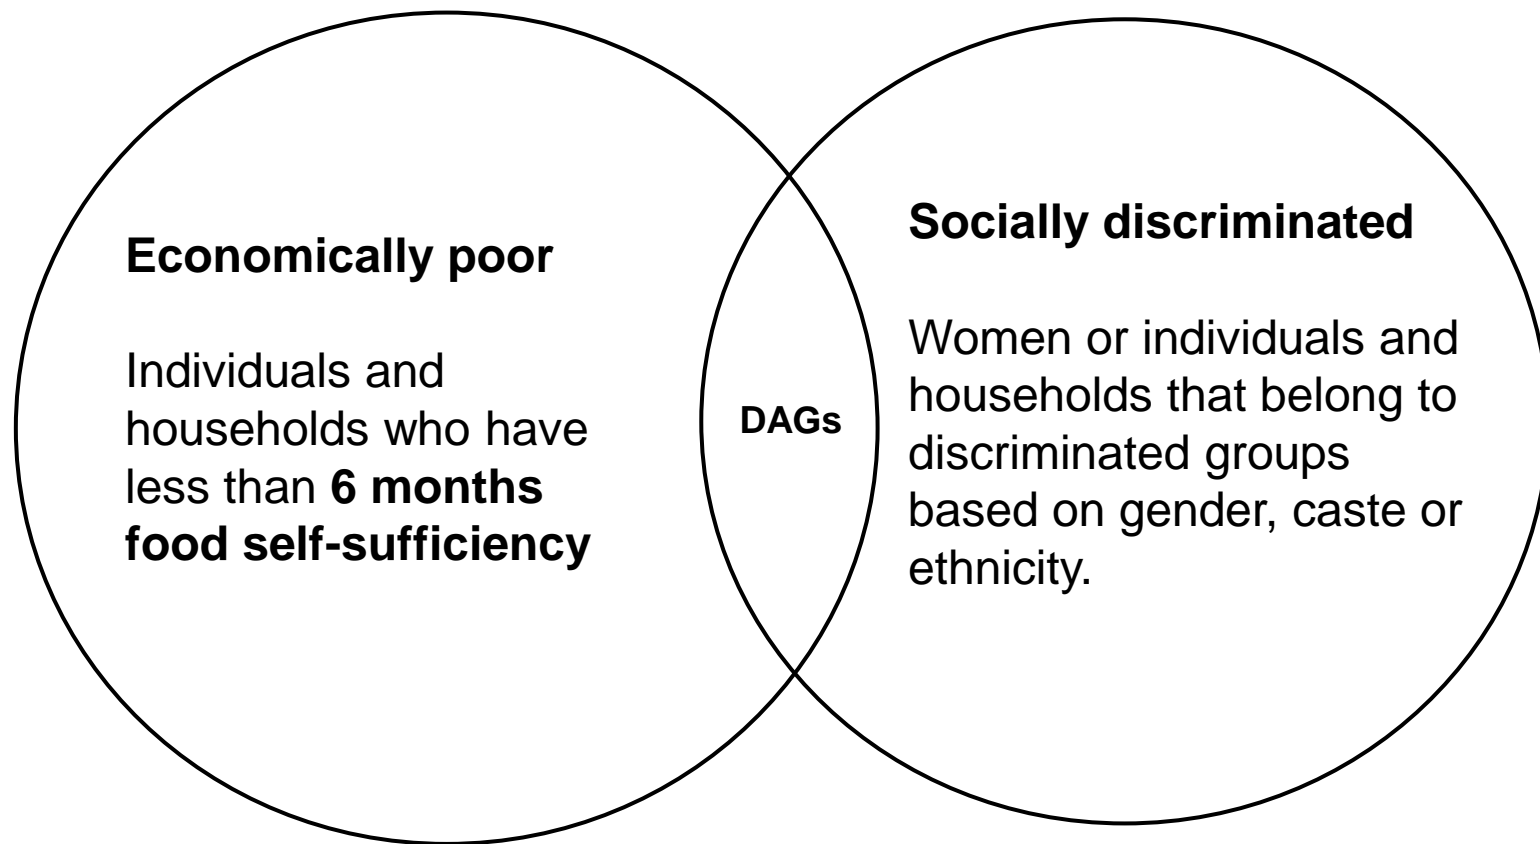 Economically poor
Individuals and
households who have
less than 6 months
food self-sufficiency
DAGs
Socially discriminated
Women or individuals and
households that belong to
discriminated groups
based on gender, caste or
ethnicity.